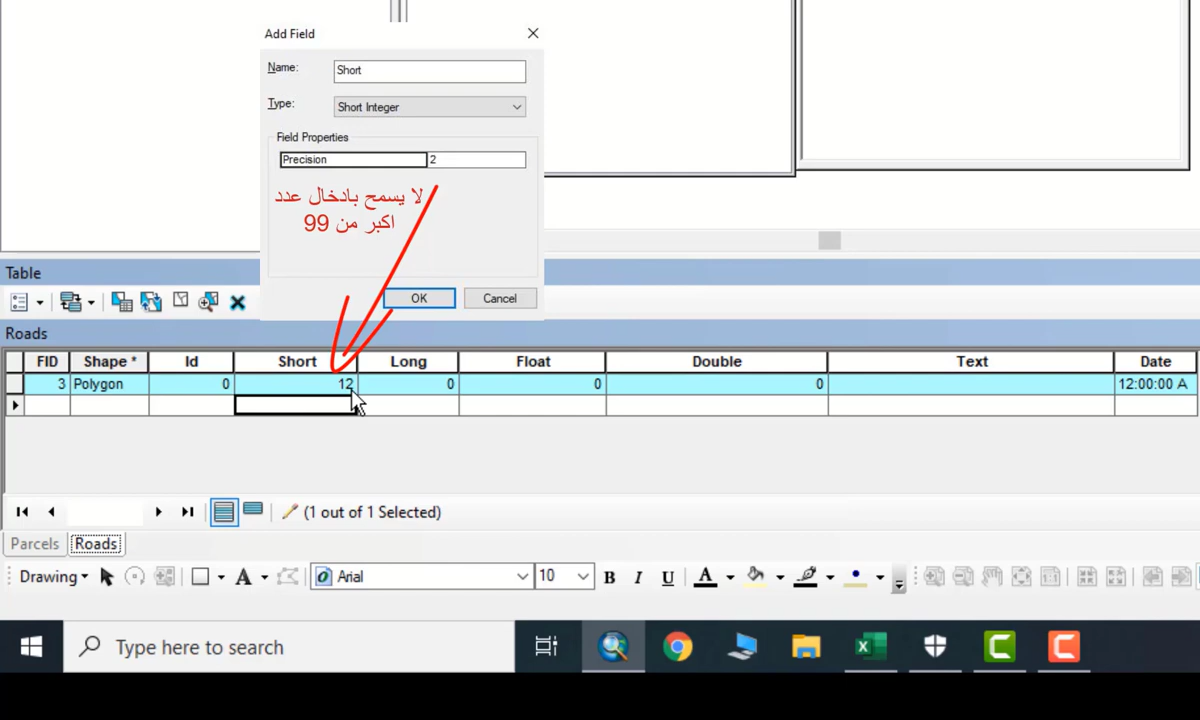 Add Field
Name:
Short
Type:
Short Integer
Field Properties
Precision
2
لا يسمح بادخال عدد
اكبر من 99
OK
Cancel
Table
Roads
FID Shape * Id Short Long Float Double Text Date
3 Polygon 0 12 0 0 0 12:00:00 A
(1 out of 1 Selected)
Parcels Roads
Drawing A Arial 10 B I U A
Type here to search